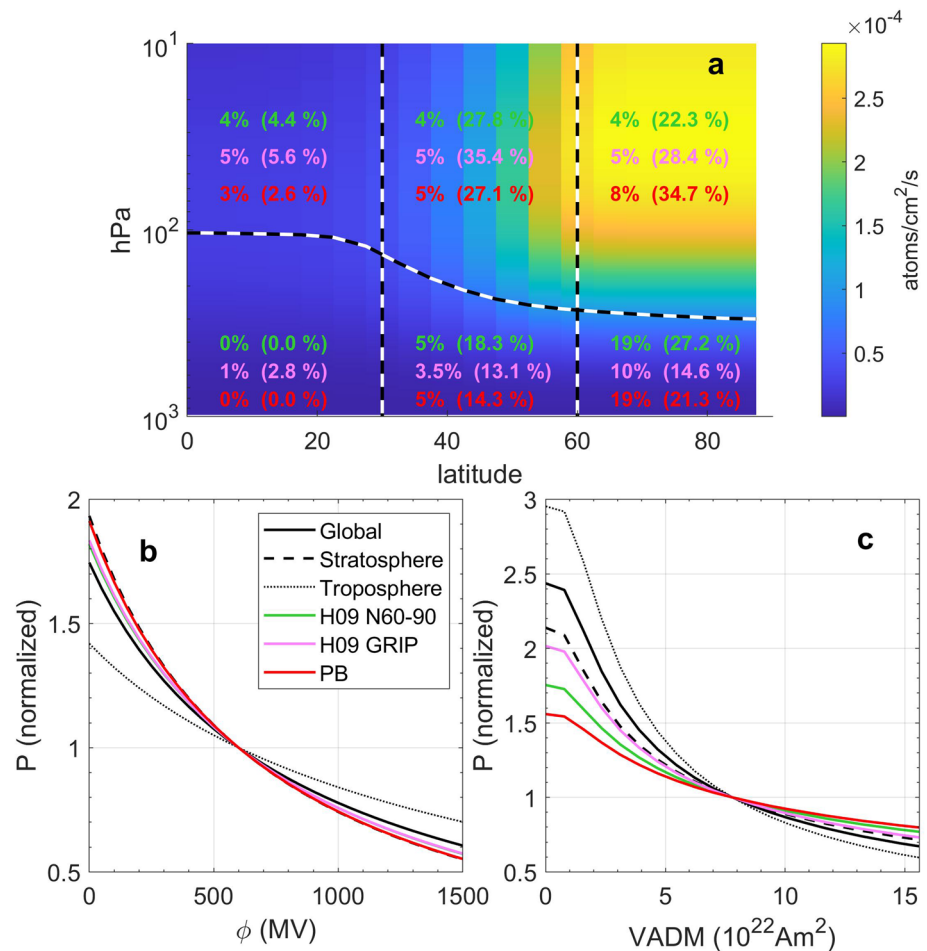 ×10⁻⁴
10¹
a
4% (4.4 %) 4% (27.8 %) 4% (22.3 %)
5% (5.6 %) 5% (35.4 %) 5% (28.4 %)
3% (2.6 %) 5% (27.1 %) 8% (34.7 %)
2.5
2
1.5
1
0.5
atoms/cm²/s
hPa
10²
0% (0.0 %) 5% (18.3 %) 19% (27.2 %)
1% (2.8 %) 3.5% (13.1 %) 10% (14.6 %)
0% (0.0 %) 5% (14.3 %) 19% (21.3 %)
10³
0 20 40 60 80
latitude
2
1.5
1
0.5
P (normalized)
b
Global
Stratosphere
Troposphere
H09 N60-90
H09 GRIP
PB
0 500 1000 1500
ϕ (MV)
3
2.5
2
1.5
1
0.5
P (normalized)
c
0 5 10 15
VADM (10²²Am²)